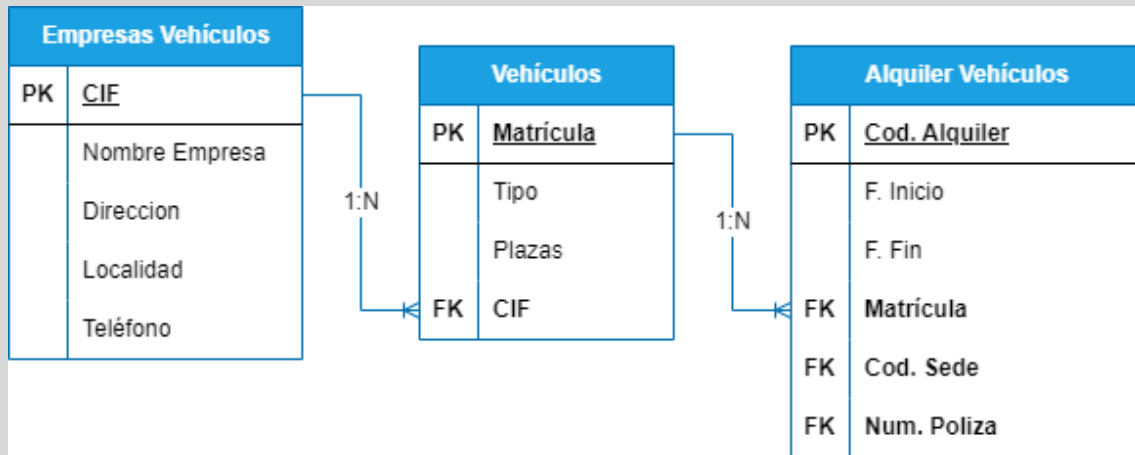 Empresas Vehículos
PK CIF
Nombre Empresa
Direccion
Localidad
Teléfono
1:N
Vehículos
PK Matrícula
Tipo
Plazas
FK CIF
1:N
Alquiler Vehículos
PK Cod. Alquiler
F. Inicio
F. Fin
FK Matrícula
FK Cod. Sede
FK Num. Poliza